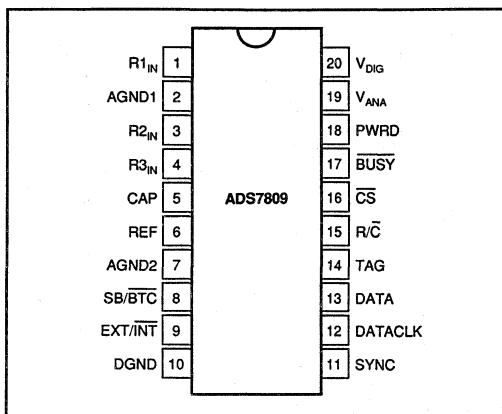 R1IN 1 20 VDIG
AGND1 2 19 VANA
R2IN 3 18 PWRD
R3IN 4 17 BUSY
CAP 5 ADS7809 16 CS
REF 6 15 R/C
AGND2 7 14 TAG
SB/BTC 8 13 DATA
EXT/INT 9 12 DATACLK
DGND 10 11 SYNC